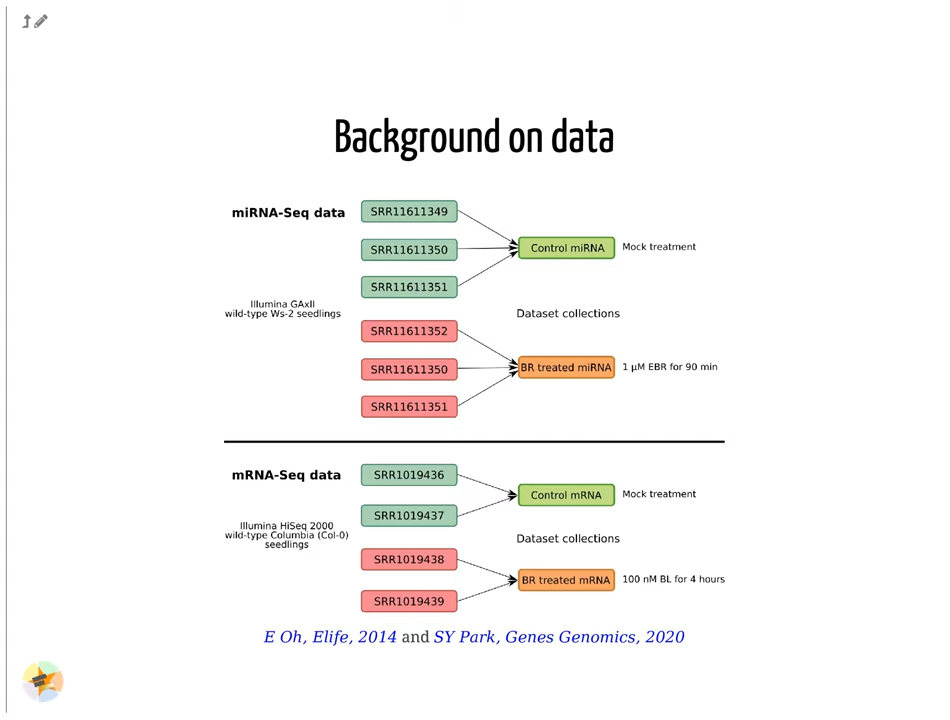 Background on data
miRNA-Seq data
SRR11611349
SRR11611350
SRR11611351
Control miRNA
Mock treatment
Illumina GAxII
wild-type Ws-2 seedlings
Dataset collections
SRR11611352
SRR11611350
SRR11611351
BR treated miRNA
1 μM EBR for 90 min
mRNA-Seq data
SRR1019436
SRR1019437
Control mRNA
Mock treatment
Illumina HiSeq 2000
wild-type Columbia (Col-0)
seedlings
Dataset collections
SRR1019438
SRR1019439
BR treated mRNA
100 nM BL for 4 hours
E Oh, Elife, 2014 and SY Park, Genes Genomics, 2020